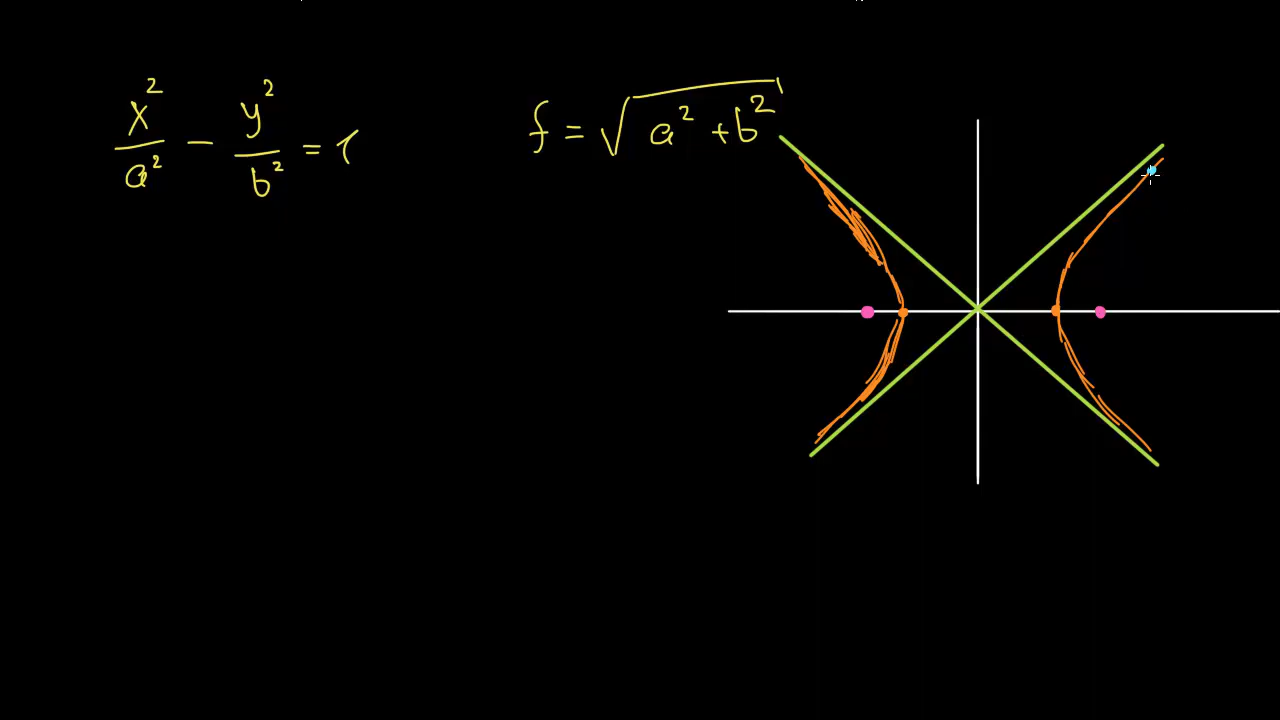 x²/a² − y²/b² = 1
f = √(a² + b²)